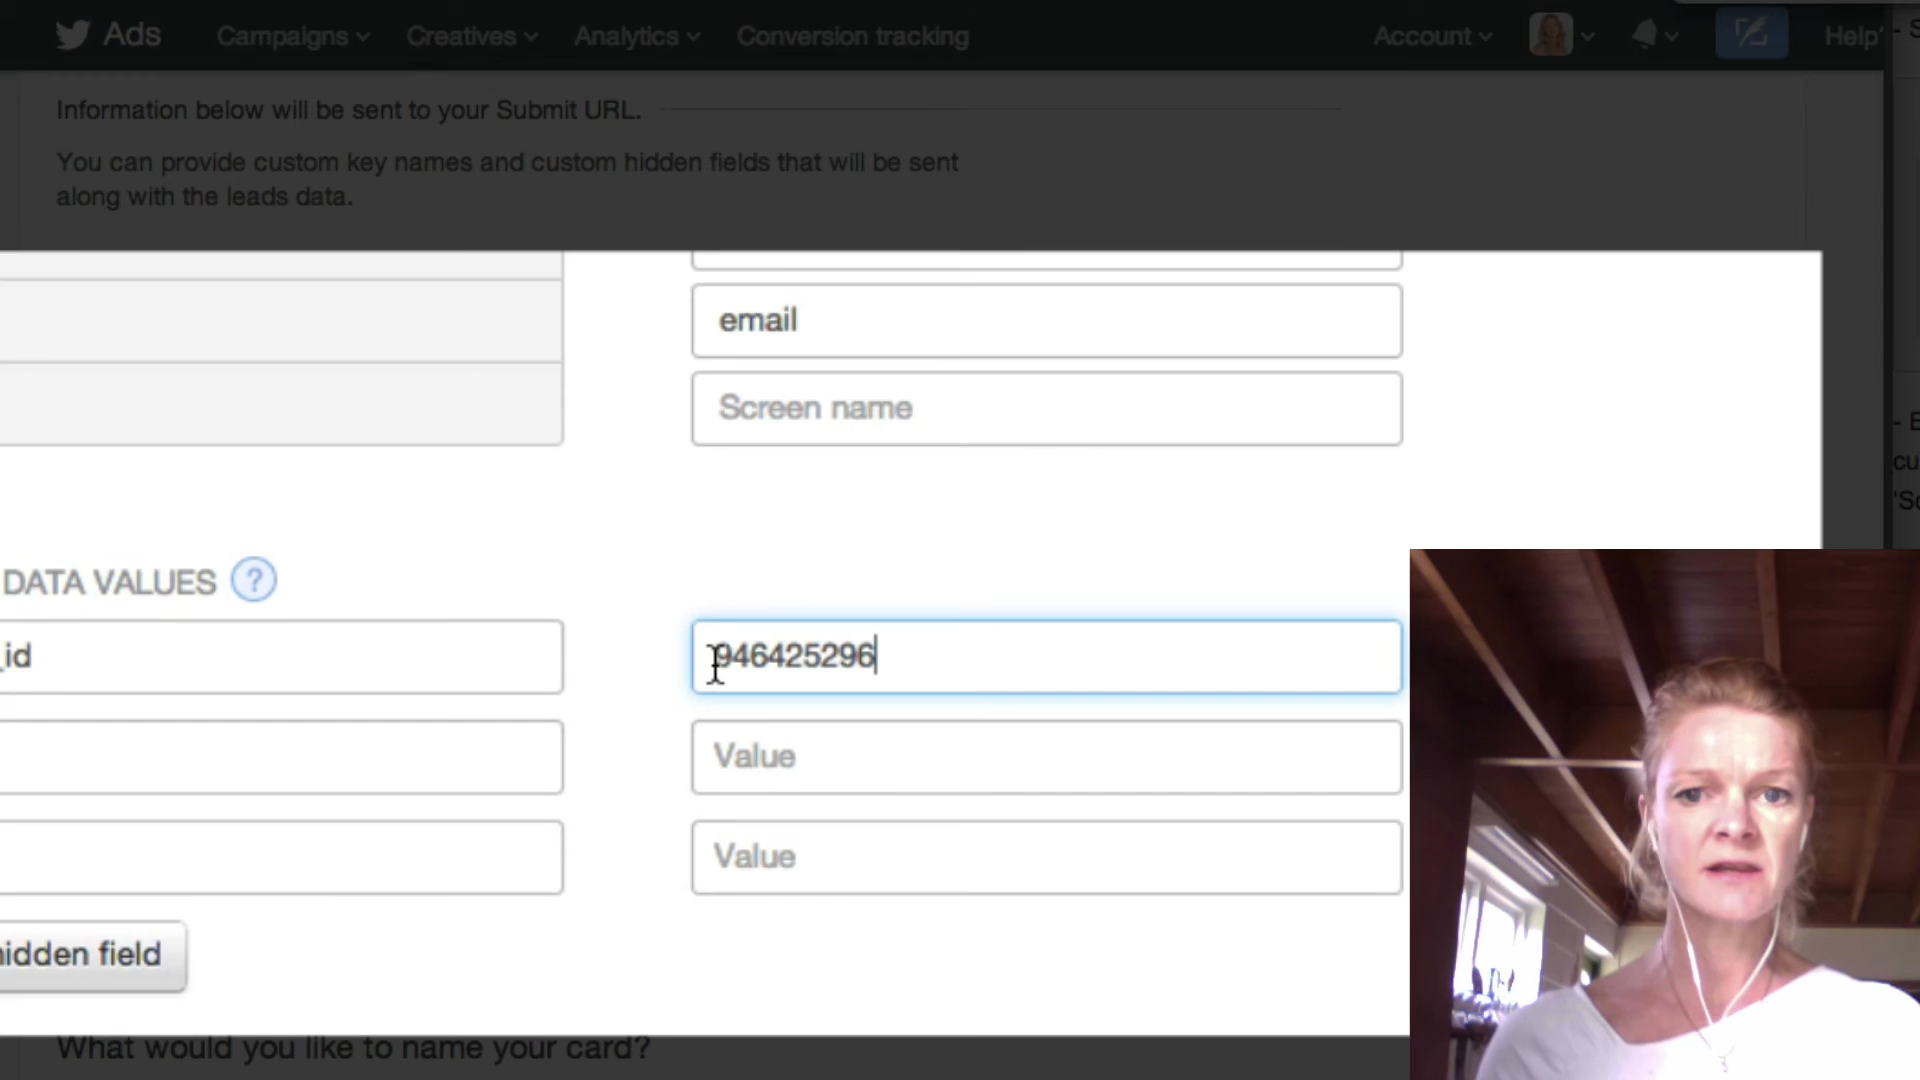 Ads Campaigns Creatives Analytics Conversion tracking Account Help
Information below will be sent to your Submit URL.
You can provide custom key names and custom hidden fields that will be sent
along with the leads data.
email
Screen name
DATA VALUES ?
_id 946425296
Value
Value
hidden field
What would you like to name your card?